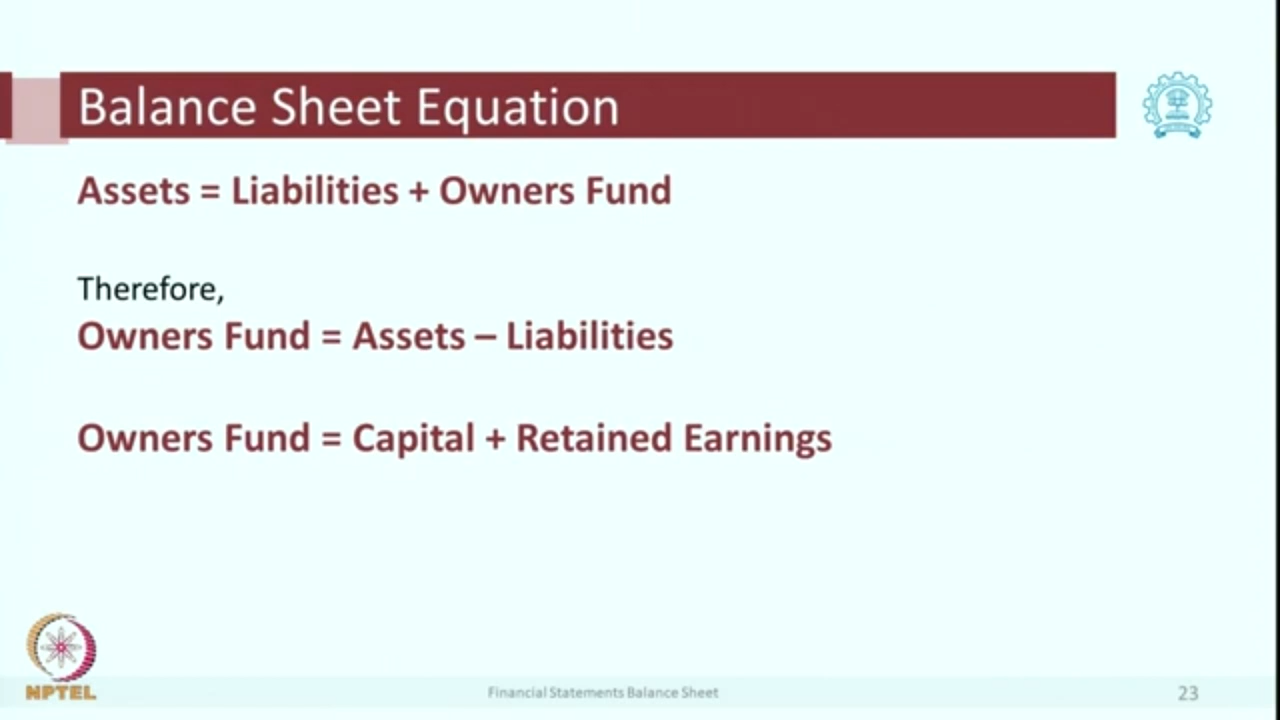 Balance Sheet Equation
Assets = Liabilities + Owners Fund
Therefore,
Owners Fund = Assets – Liabilities
Owners Fund = Capital + Retained Earnings
NPTEL
Financial Statements Balance Sheet
23